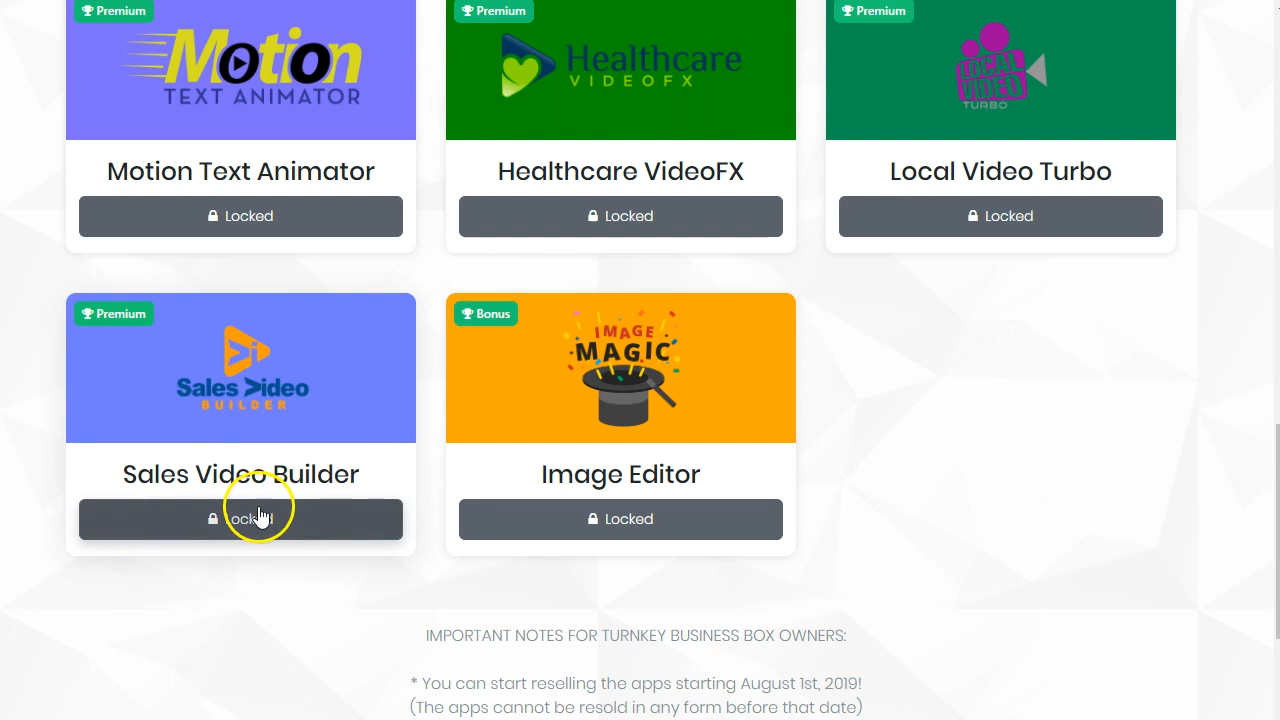 Premium
Motion
TEXT ANIMATOR
Motion Text Animator
Locked
Premium
Healthcare
VIDEOFX
Healthcare VideoFX
Locked
Premium
LOCAL
VIDEO
TURBO
Local Video Turbo
Locked
Premium
Sales Video
BUILDER
Sales Video Builder
Locked
Bonus
IMAGE
MAGIC
Image Editor
Locked
IMPORTANT NOTES FOR TURNKEY BUSINESS BOX OWNERS:
* You can start reselling the apps starting August 1st, 2019!
(The apps cannot be resold in any form before that date)